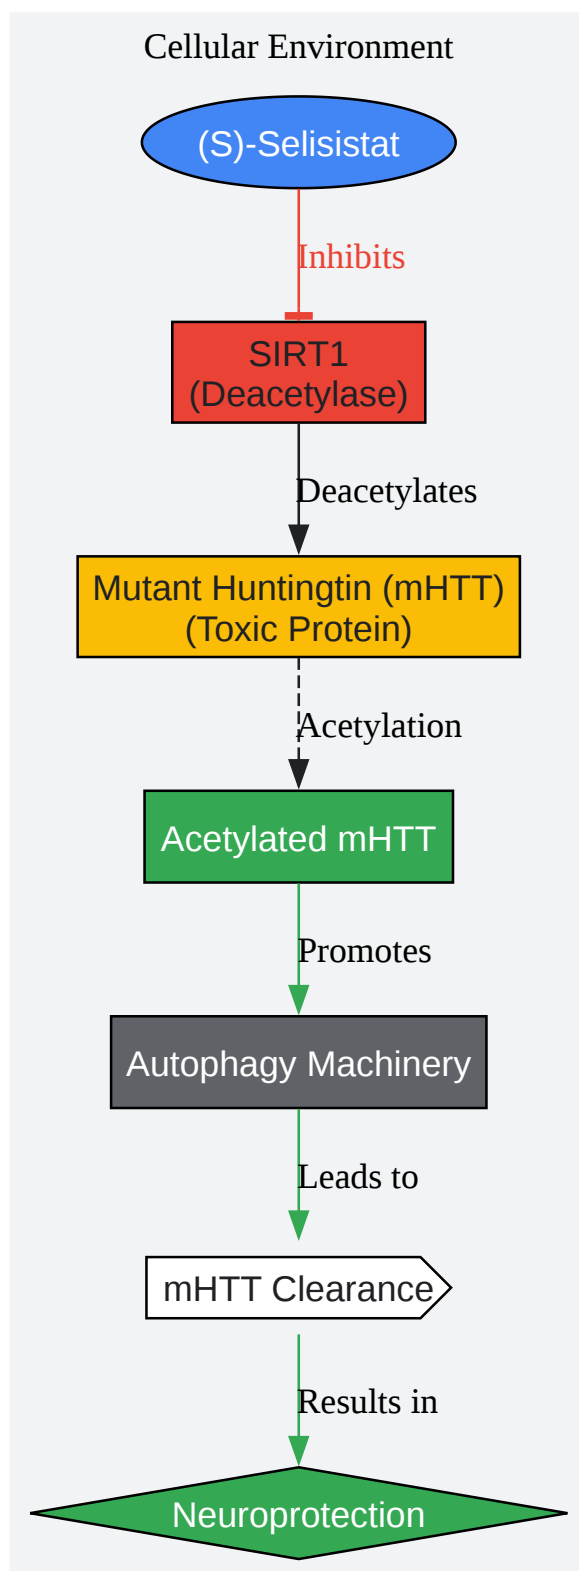 Cellular Environment
(S)-Selisistat
Inhibits
SIRT1
(Deacetylase)
Deacetylates
Mutant Huntingtin (mHTT)
(Toxic Protein)
Acetylation
Acetylated mHTT
Promotes
Autophagy Machinery
Leads to
mHTT Clearance
Results in
Neuroprotection